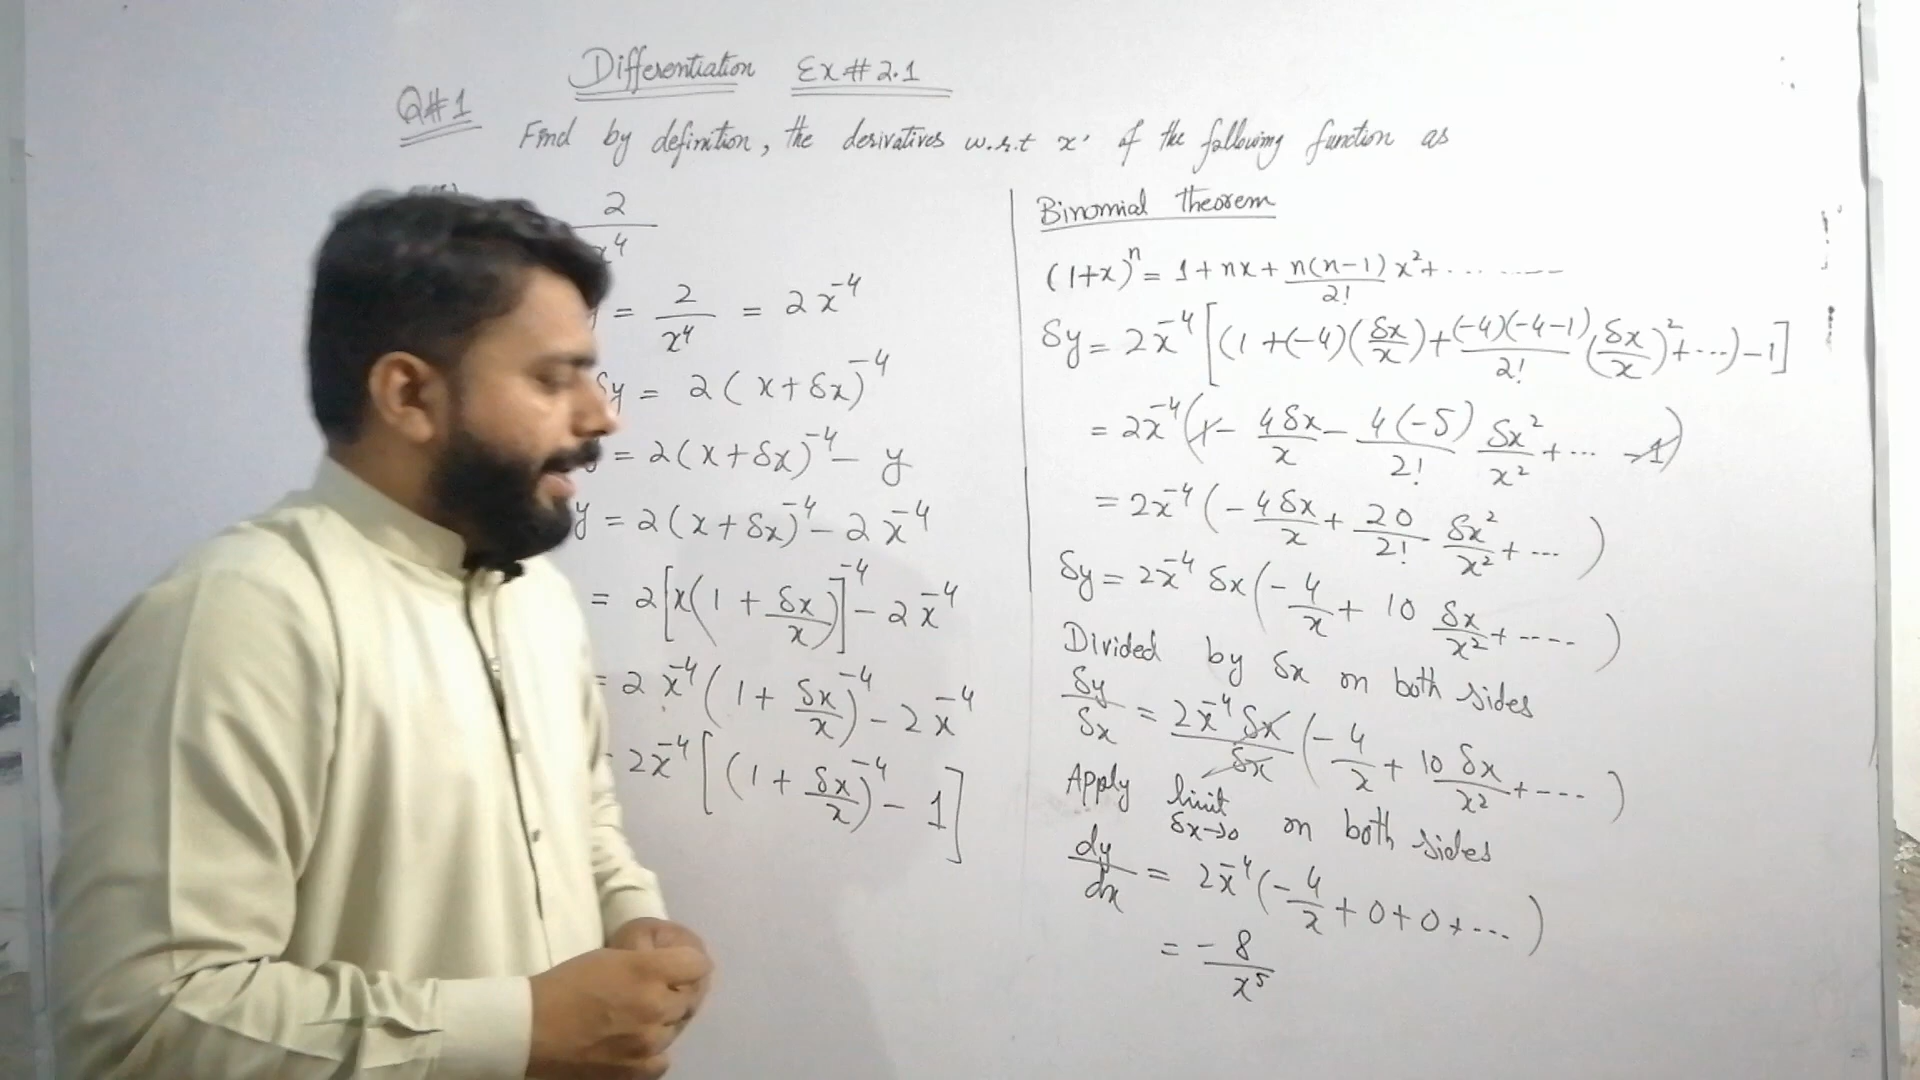 Differentiation Ex#2.1
Q#1
Find by definition, the derivatives w.r.t 'x' of the following function as
2/x⁴
= 2/x⁴ = 2x⁻⁴
δy = 2(x+δx)⁻⁴
= 2(x+δx)⁻⁴ - y
y = 2(x+δx)⁻⁴ - 2x⁻⁴
= 2[x(1 + δx/x)]⁻⁴ - 2x⁻⁴
= 2x⁻⁴(1 + δx/x)⁻⁴ - 2x⁻⁴
= 2x⁻⁴[(1 + δx/x)⁻⁴ - 1]
Binomial theorem
(1+x)ⁿ = 1 + nx + n(n-1)/2! x² + ..........
δy = 2x⁻⁴[(1 + (-4)(δx/x) + (-4)(-4-1)/2! (δx/x)² + ...) - 1]
= 2x⁻⁴(1 - 4δx/x - 4(-5)/2! δx²/x² + ... - 1)
= 2x⁻⁴(- 4δx/x + 20/2! δx²/x² + ...)
δy = 2x⁻⁴ δx(- 4/x + 10 δx/x² + ....)
Divided by δx on both sides
δy/δx = 2x⁻⁴ δx/δx (- 4/x + 10 δx/x² + ....)
Apply limit δx→0 on both sides
dy/dx = 2x⁻⁴(- 4/x + 0 + 0 + ...)
= - 8/x⁵